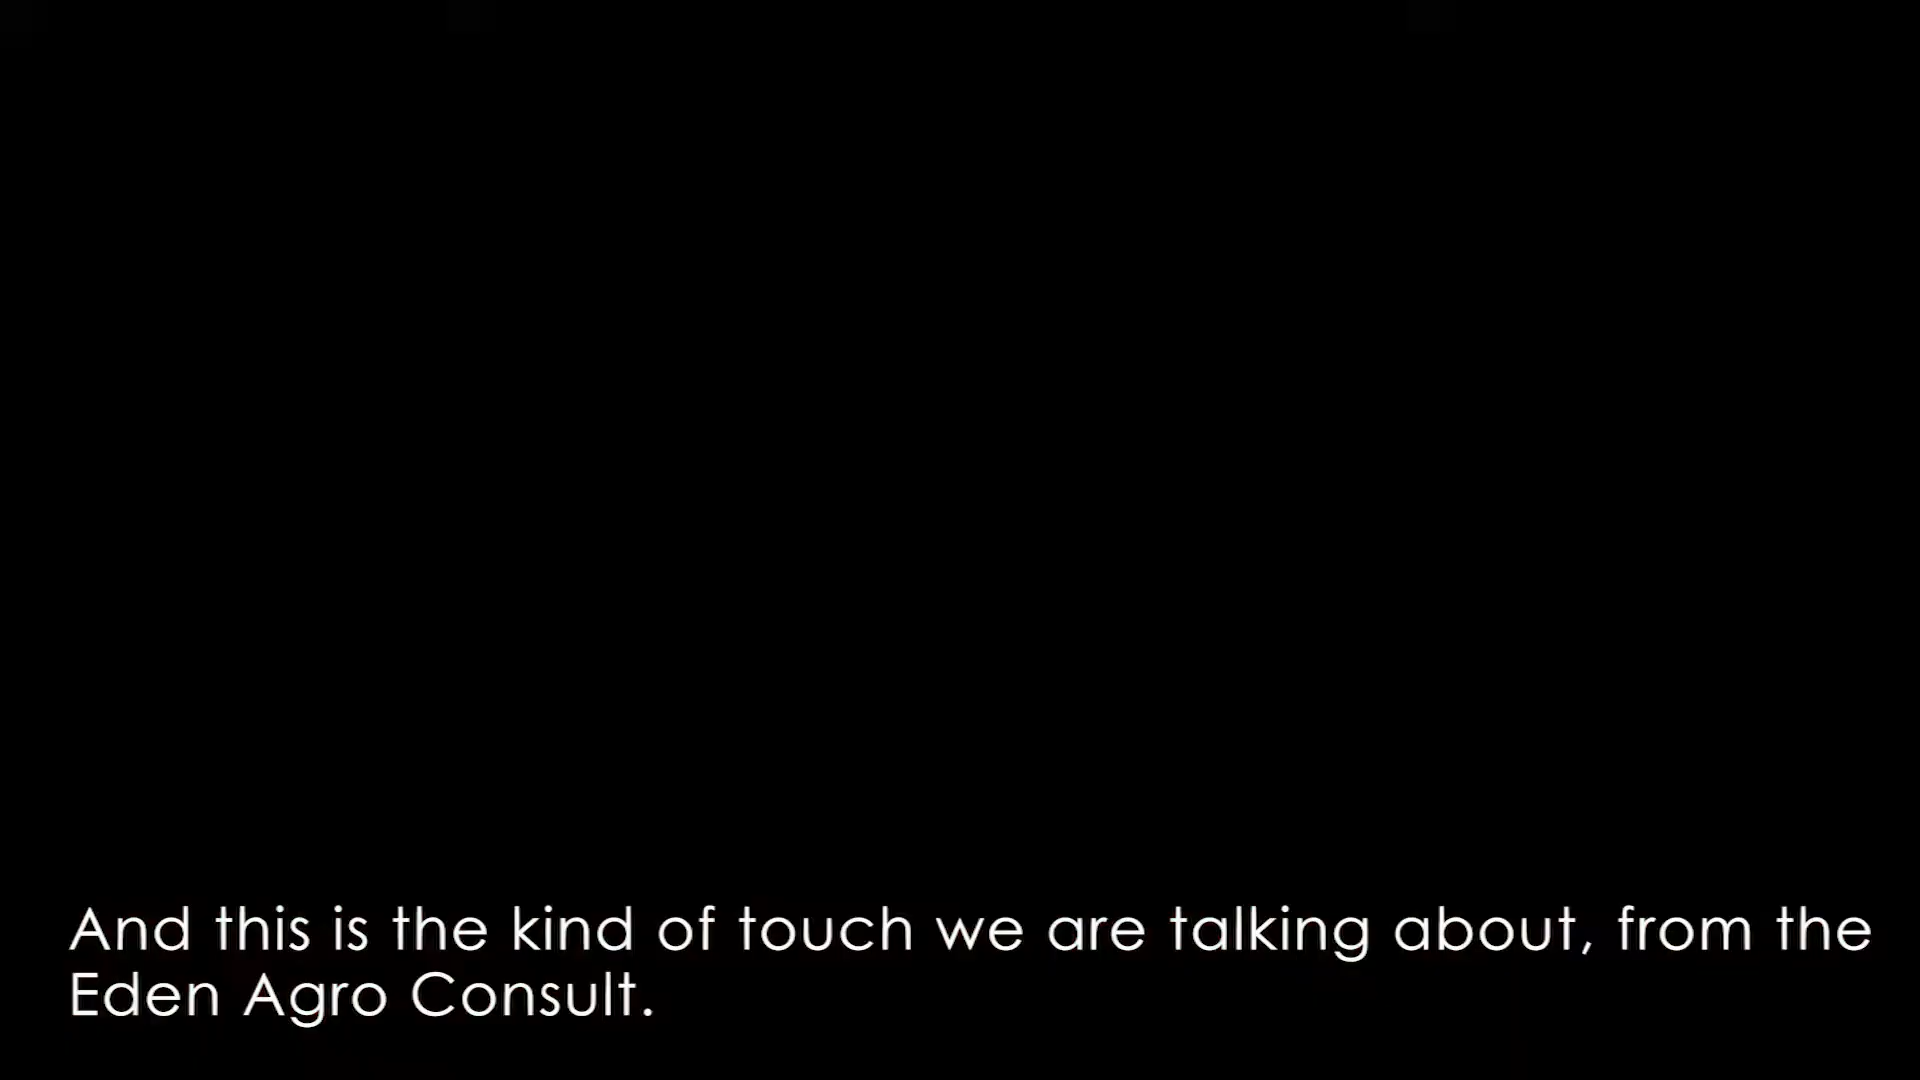 And this is the kind of touch we are talking about, from the
Eden Agro Consult.